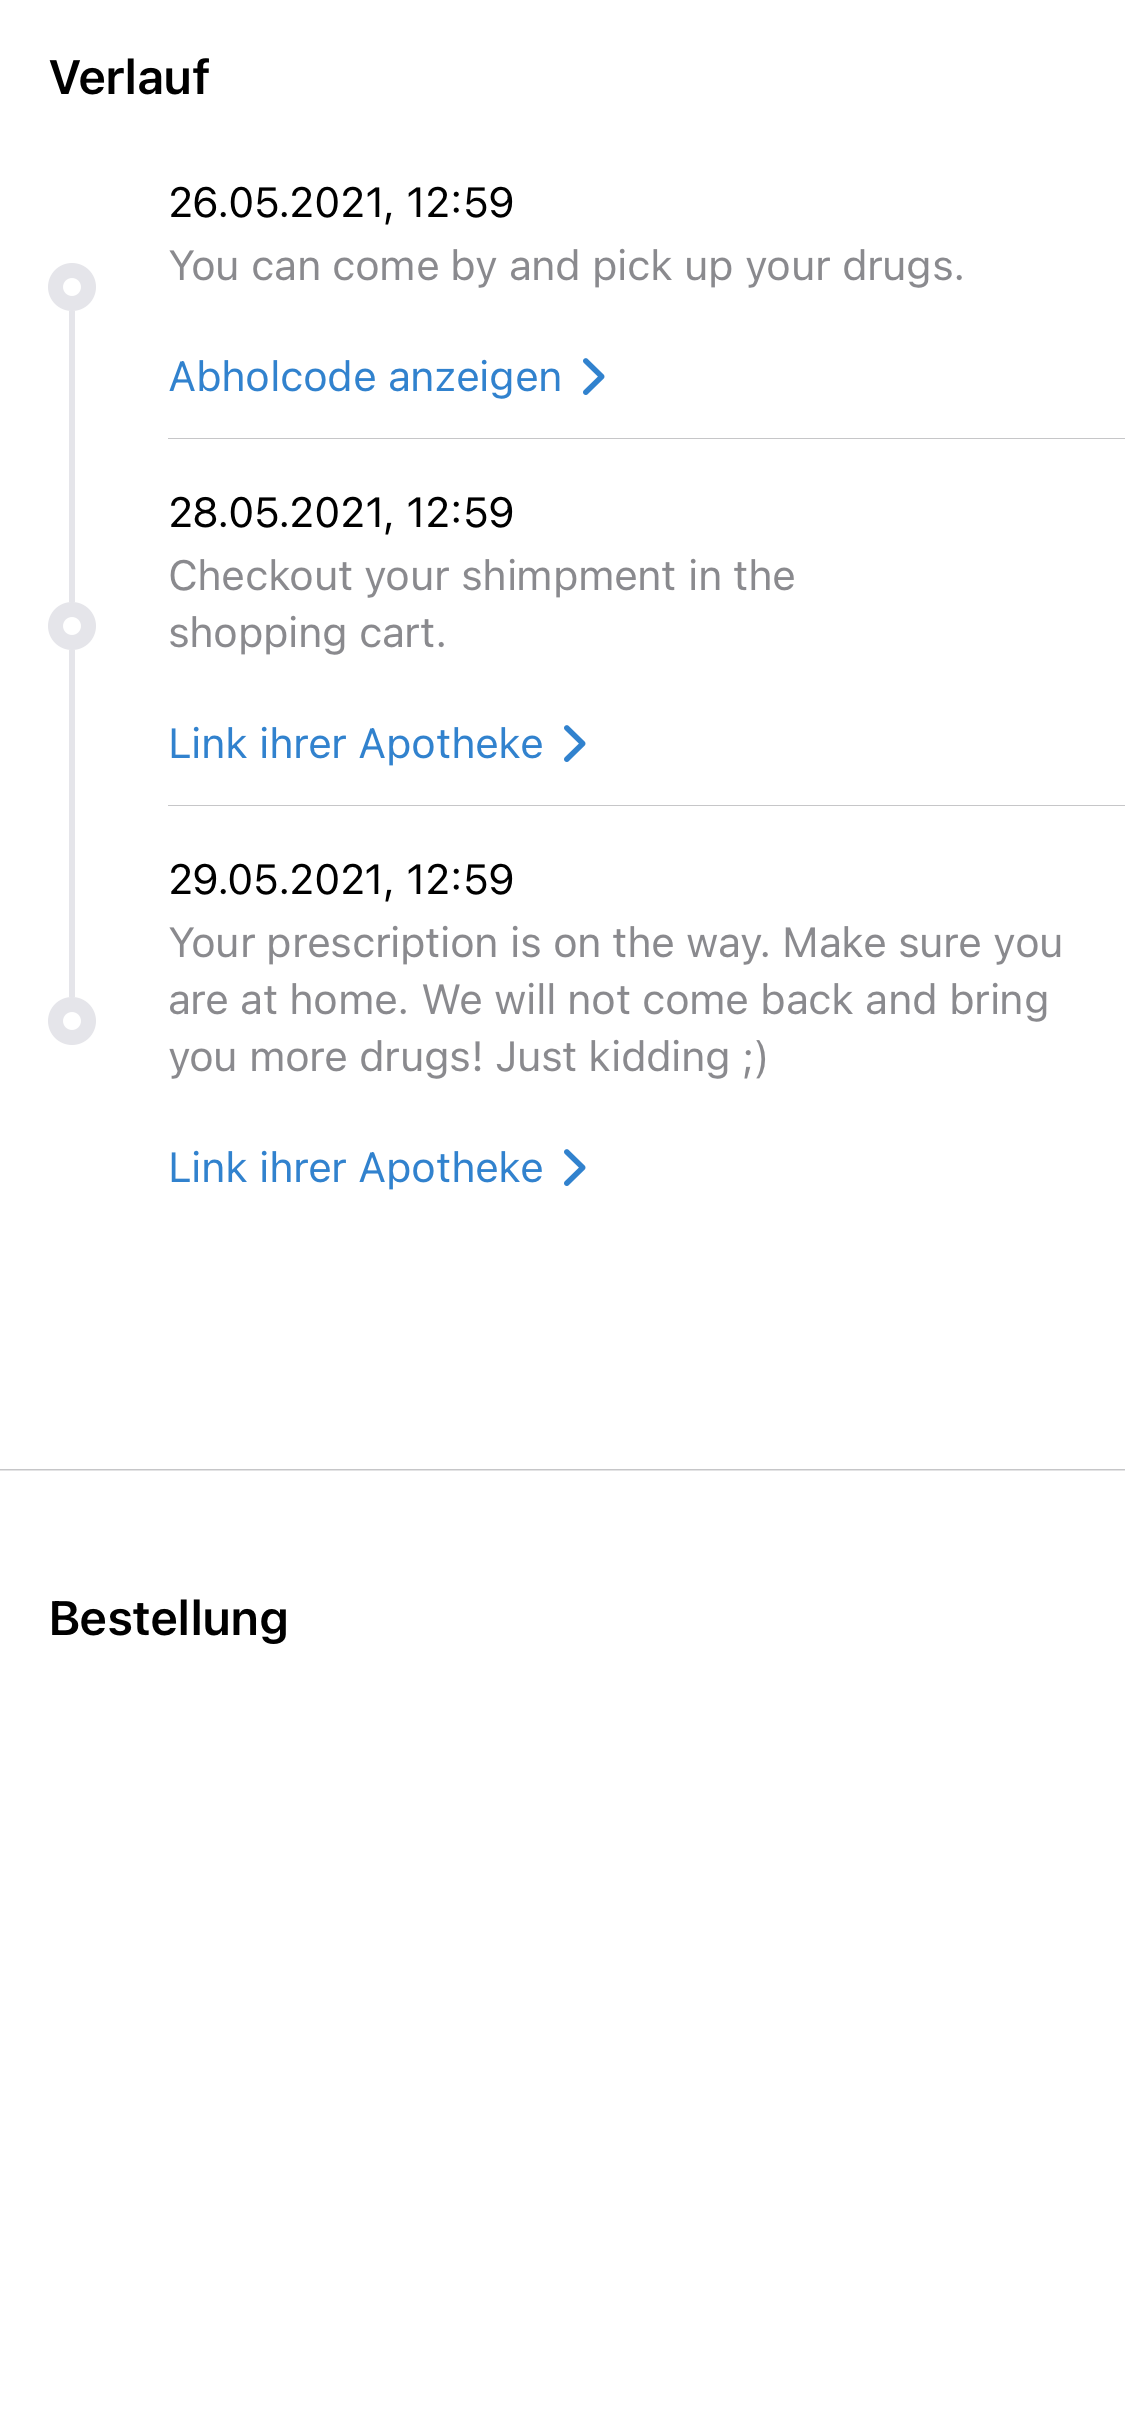 Verlauf
26.05.2021, 12:59
You can come by and pick up your drugs.
Abholcode anzeigen
28.05.2021, 12:59
Checkout your shimpment in the
shopping cart.
Link ihrer Apotheke
29.05.2021, 12:59
Your prescription is on the way. Make sure you
are at home. We will not come back and bring
you more drugs! Just kidding ;)
Link ihrer Apotheke
Bestellung